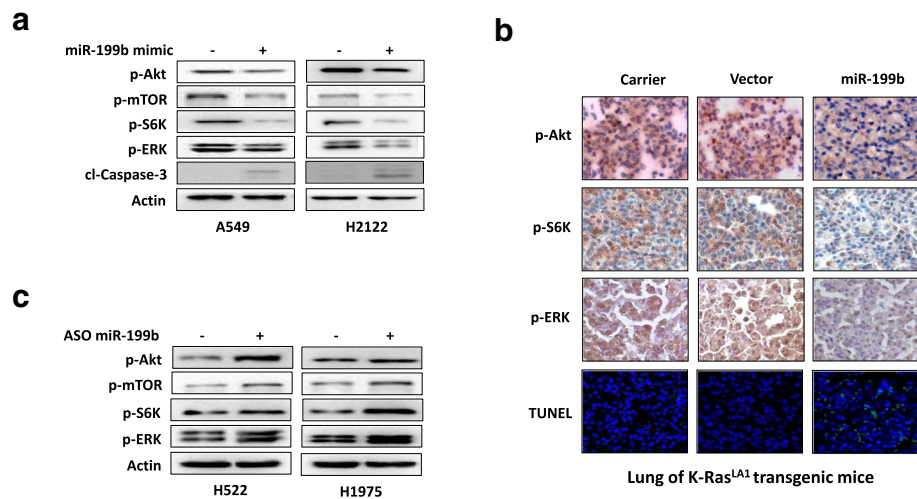 a
miR-199b mimic - + - +
p-Akt
p-mTOR
p-S6K
p-ERK
cl-Caspase-3
Actin
A549 H2122
b
Carrier Vector miR-199b
p-Akt
p-S6K
p-ERK
TUNEL
Lung of K-Ras^LA1 transgenic mice
c
ASO miR-199b - + - +
p-Akt
p-mTOR
p-S6K
p-ERK
Actin
H522 H1975